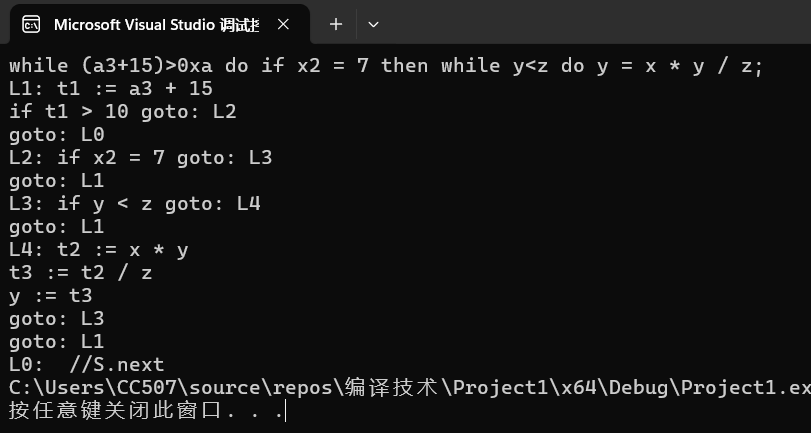 Microsoft Visual Studio 调试
while (a3+15)>0xa do if x2 = 7 then while y<z do y = x * y / z;
L1: t1 := a3 + 15
if t1 > 10 goto: L2
goto: L0
L2: if x2 = 7 goto: L3
goto: L1
L3: if y < z goto: L4
goto: L1
L4: t2 := x * y
t3 := t2 / z
y := t3
goto: L3
goto: L1
L0:  //S.next
C:\Users\CC507\source\repos\编译技术\Project1\x64\Debug\Project1.ex
按任意键关闭此窗口. . .